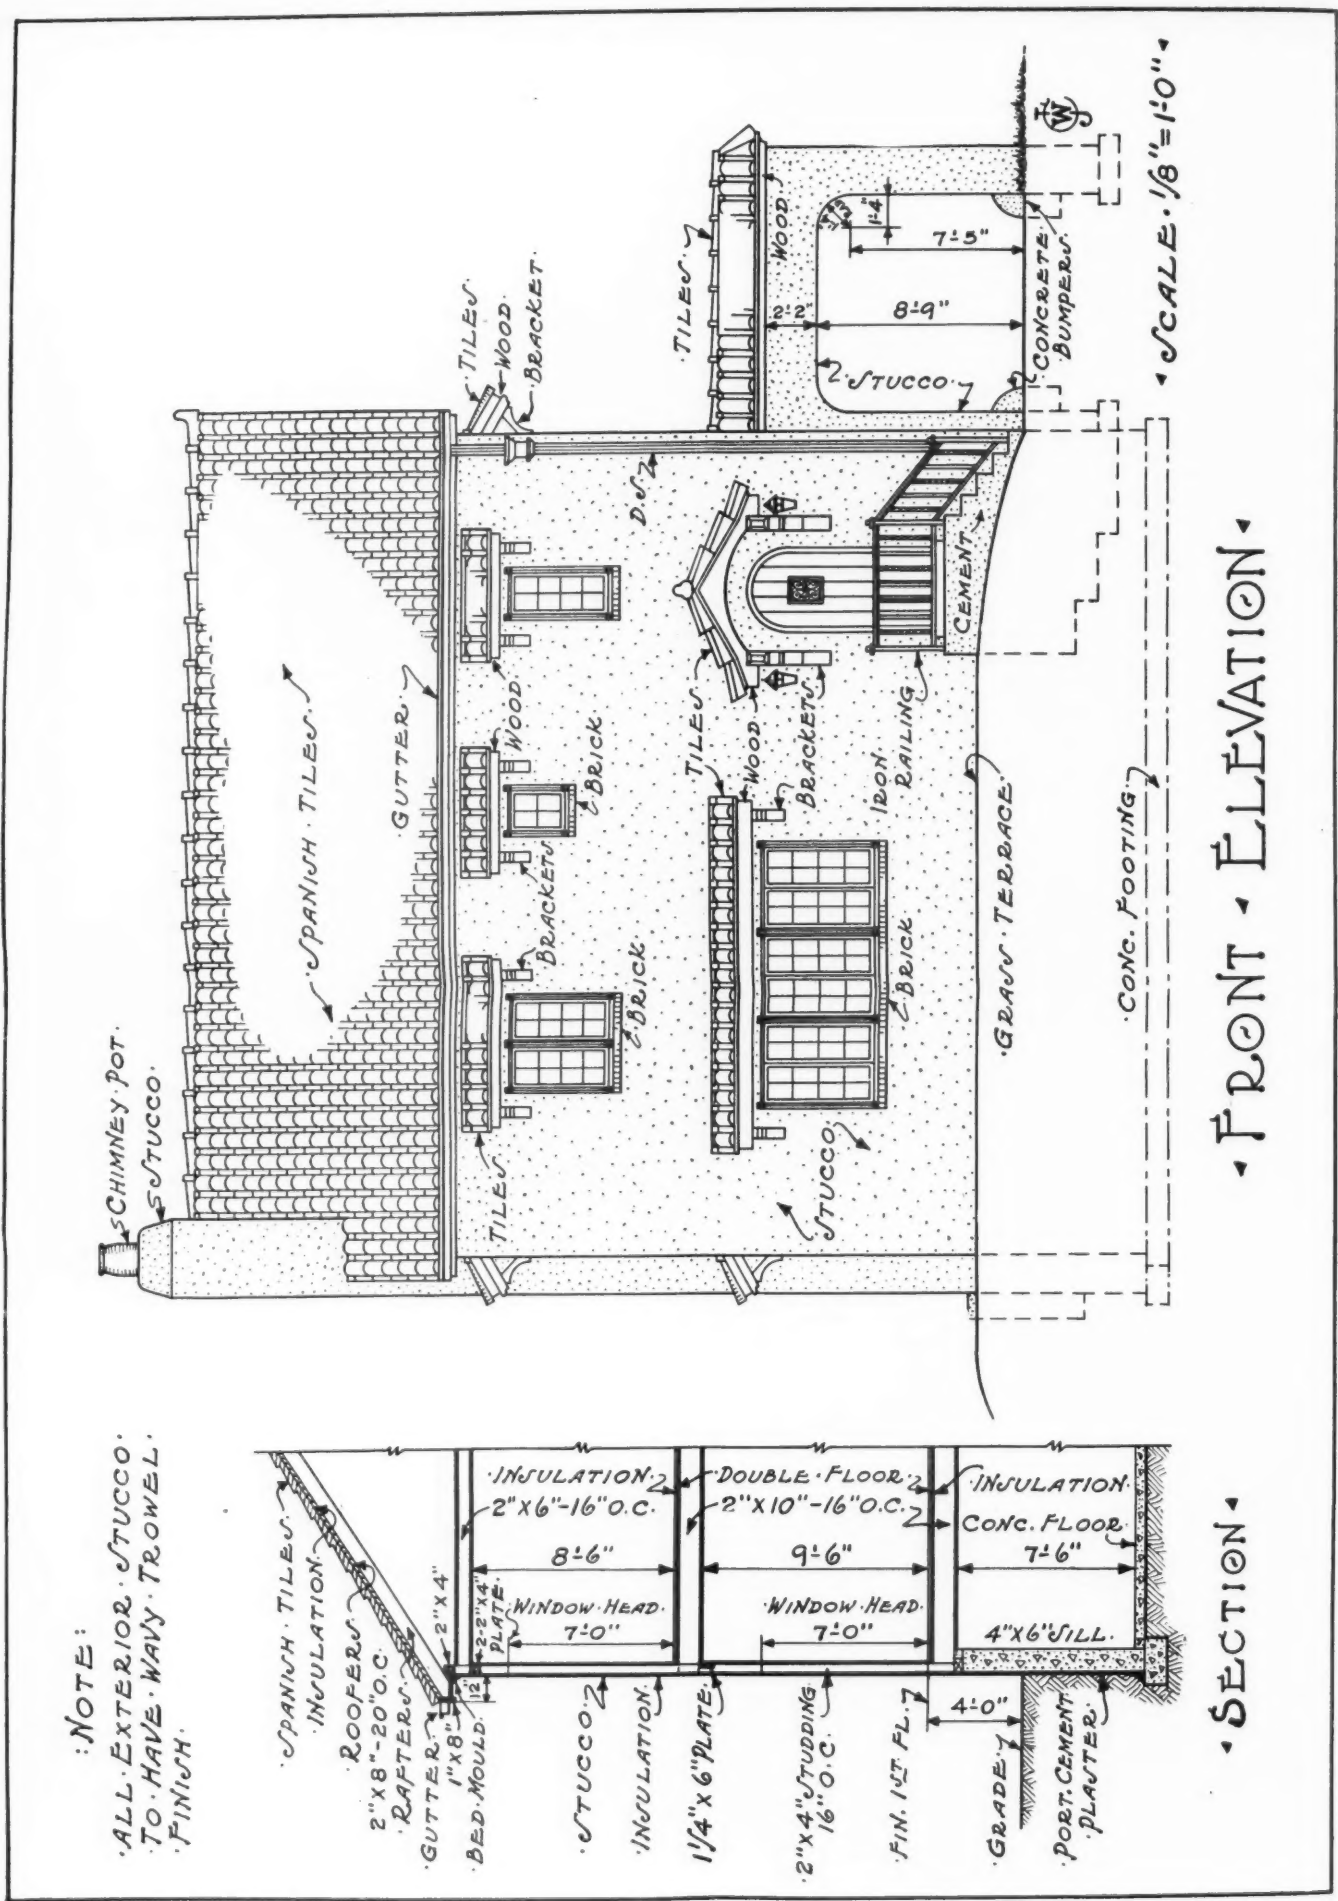 :NOTE:
·ALL·EXTERIOR·STUCCO·
·TO·HAVE·WAVY·TROWEL·
·FINISH·
·SPANISH·TILES·
·INSULATION·
·ROOFERS·
2"X8"-20"O.C.
·RAFTERS·
·GUTTER·
1"X8"
·BED·MOULD·
2"X4"
12"
2-2"X4"
PLATE·
·STUCCO·
·INSULATION·
1 1/4"X6"PLATE·
·2"X4"STUDDING·
16"O.C.
·FIN. 1ST FL.
·GRADE·
·PORT.CEMENT·
·PLASTER·
·INSULATION·
2"X6"-16"O.C.
8'-6"
·WINDOW·HEAD·
7'-0"
·DOUBLE·FLOOR·
2"X10"-16"O.C.
9'-6"
·WINDOW·HEAD·
7'-0"
·INSULATION·
CONC. FLOOR·
7'-6"
4"X6"SILL·
4'-0"
·SECTION·
·CHIMNEY·POT·
·STUCCO·
·SPANISH·TILES·
·GUTTER·
·TILES·
·WOOD·
·BRACKET·
·TILES·
·BRACKETS·
·BRICK·
·WOOD·
·BRICK·
D.S.
·STUCCO·
·TILES·
·WOOD·
·BRACKETS·
·BRICK·
IRON
RAILING·
·CEMENT·
·GRASS·TERRACE·
·CONC. FOOTING·
·TILES·
·WOOD·
2'-2"
8'-9"
7'-5"
1'-4"
·STUCCO·
·CONCRETE·
BUMPERS·
·FRONT·ELEVATION·
·SCALE·1/8"=1'-0"·